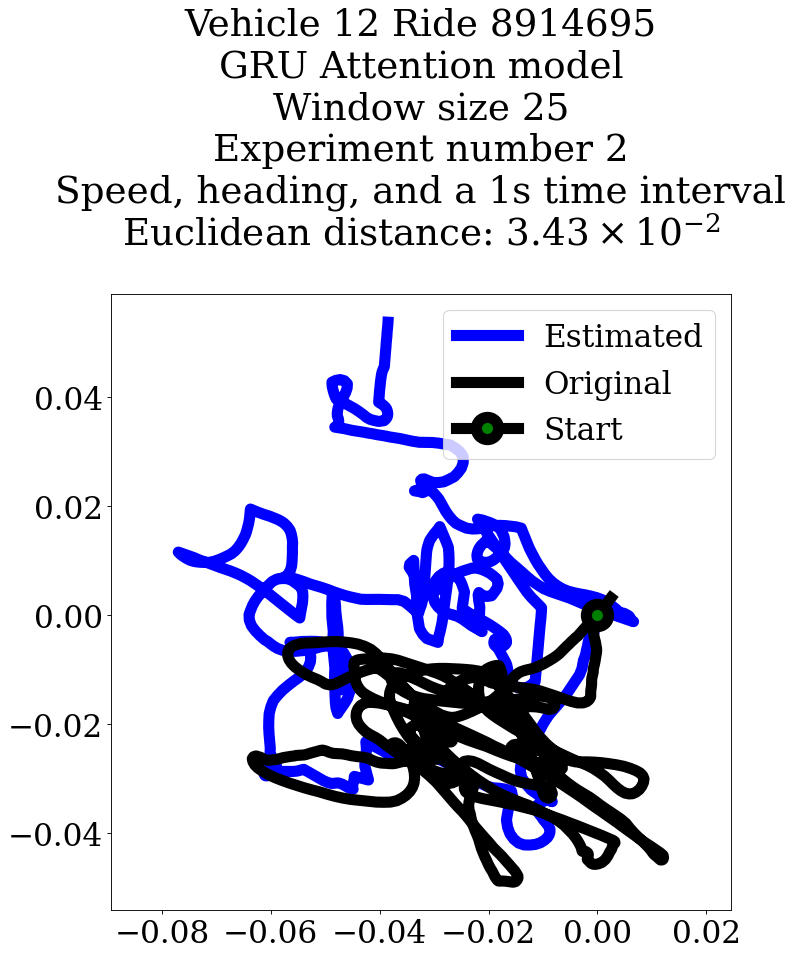 Vehicle 12 Ride 8914695
GRU Attention model
Window size 25
Experiment number 2
Speed, heading, and a 1s time interval
Euclidean distance: 3.43 × 10⁻²
Estimated
Original
Start
0.04
0.02
0.00
−0.02
−0.04
−0.08 −0.06 −0.04 −0.02 0.00 0.02